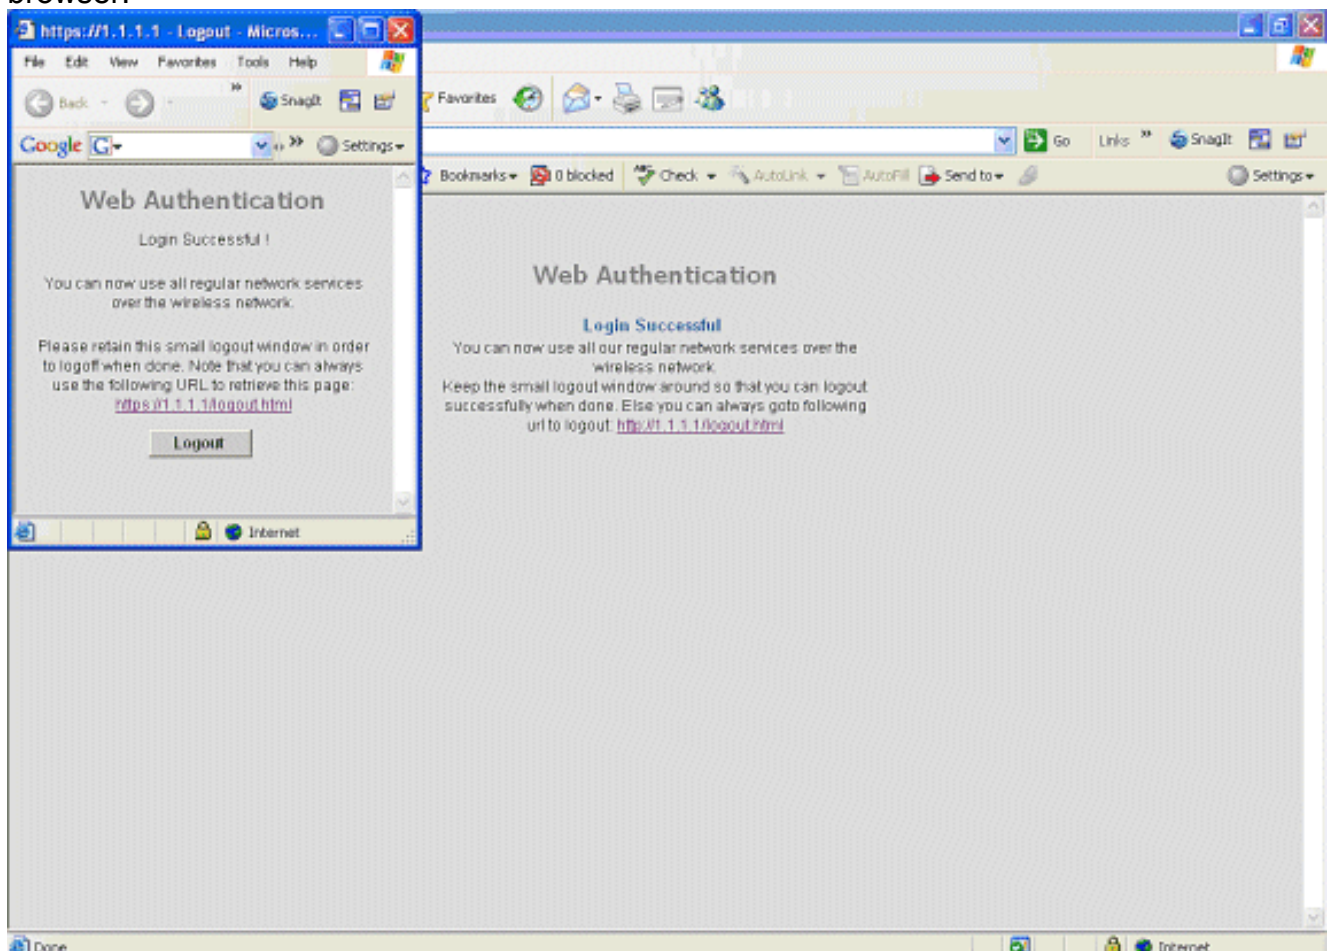 browser.
https://1.1.1.1 - Logout - Micros...
File Edit View Favorites Tools Help
Back
SnagIt
Favorites
Google G
Settings
Go Links » SnagIt
Bookmarks 0 blocked Check AutoLink AutoFill Send to Settings
Web Authentication
Login Successful !
You can now use all regular network services
over the wireless network.
Please retain this small logout window in order
to logoff when done. Note that you can always
use the following URL to retrieve this page:
https://1.1.1.1/logout.html
Logout
Internet
Web Authentication
Login Successful
You can now use all our regular network services over the
wireless network.
Keep the small logout window around so that you can logout
successfully when done. Else you can always goto following
url to logout: http://1.1.1.1/logout.html
Done
Internet